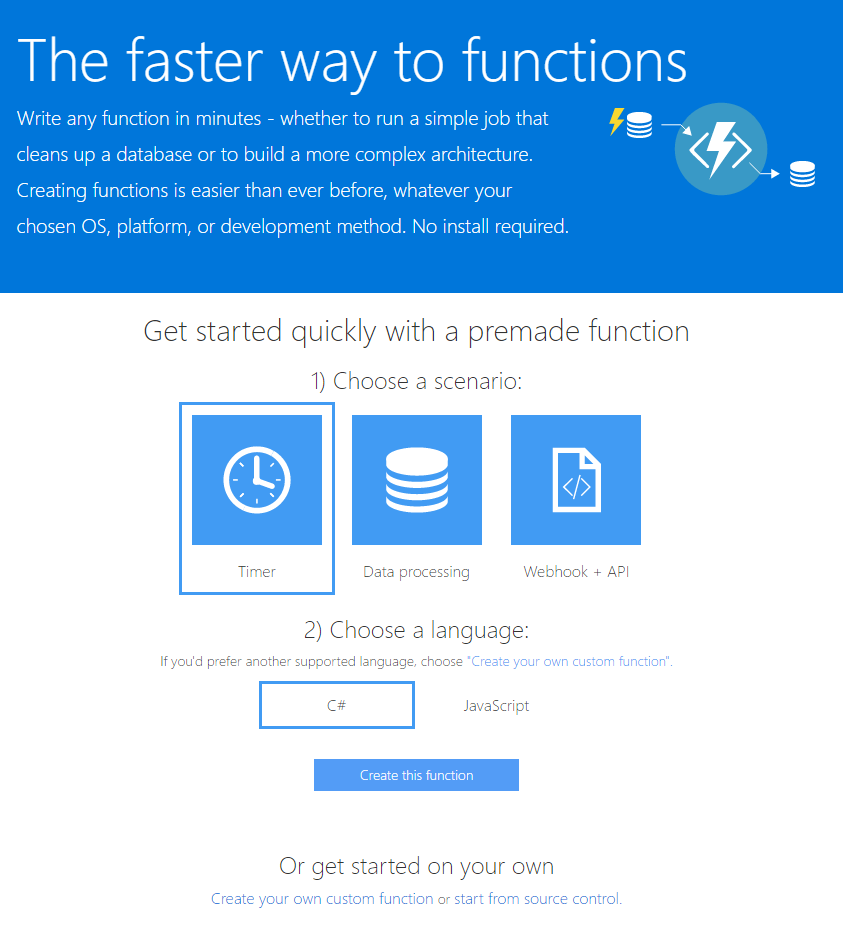 The faster way to functions
Write any function in minutes - whether to run a simple job that
cleans up a database or to build a more complex architecture.
Creating functions is easier than ever before, whatever your
chosen OS, platform, or development method. No install required.
Get started quickly with a premade function
1) Choose a scenario:
Timer
Data processing
Webhook + API
2) Choose a language:
If you'd prefer another supported language, choose "Create your own custom function".
C#
JavaScript
Create this function
Or get started on your own
Create your own custom function or start from source control.